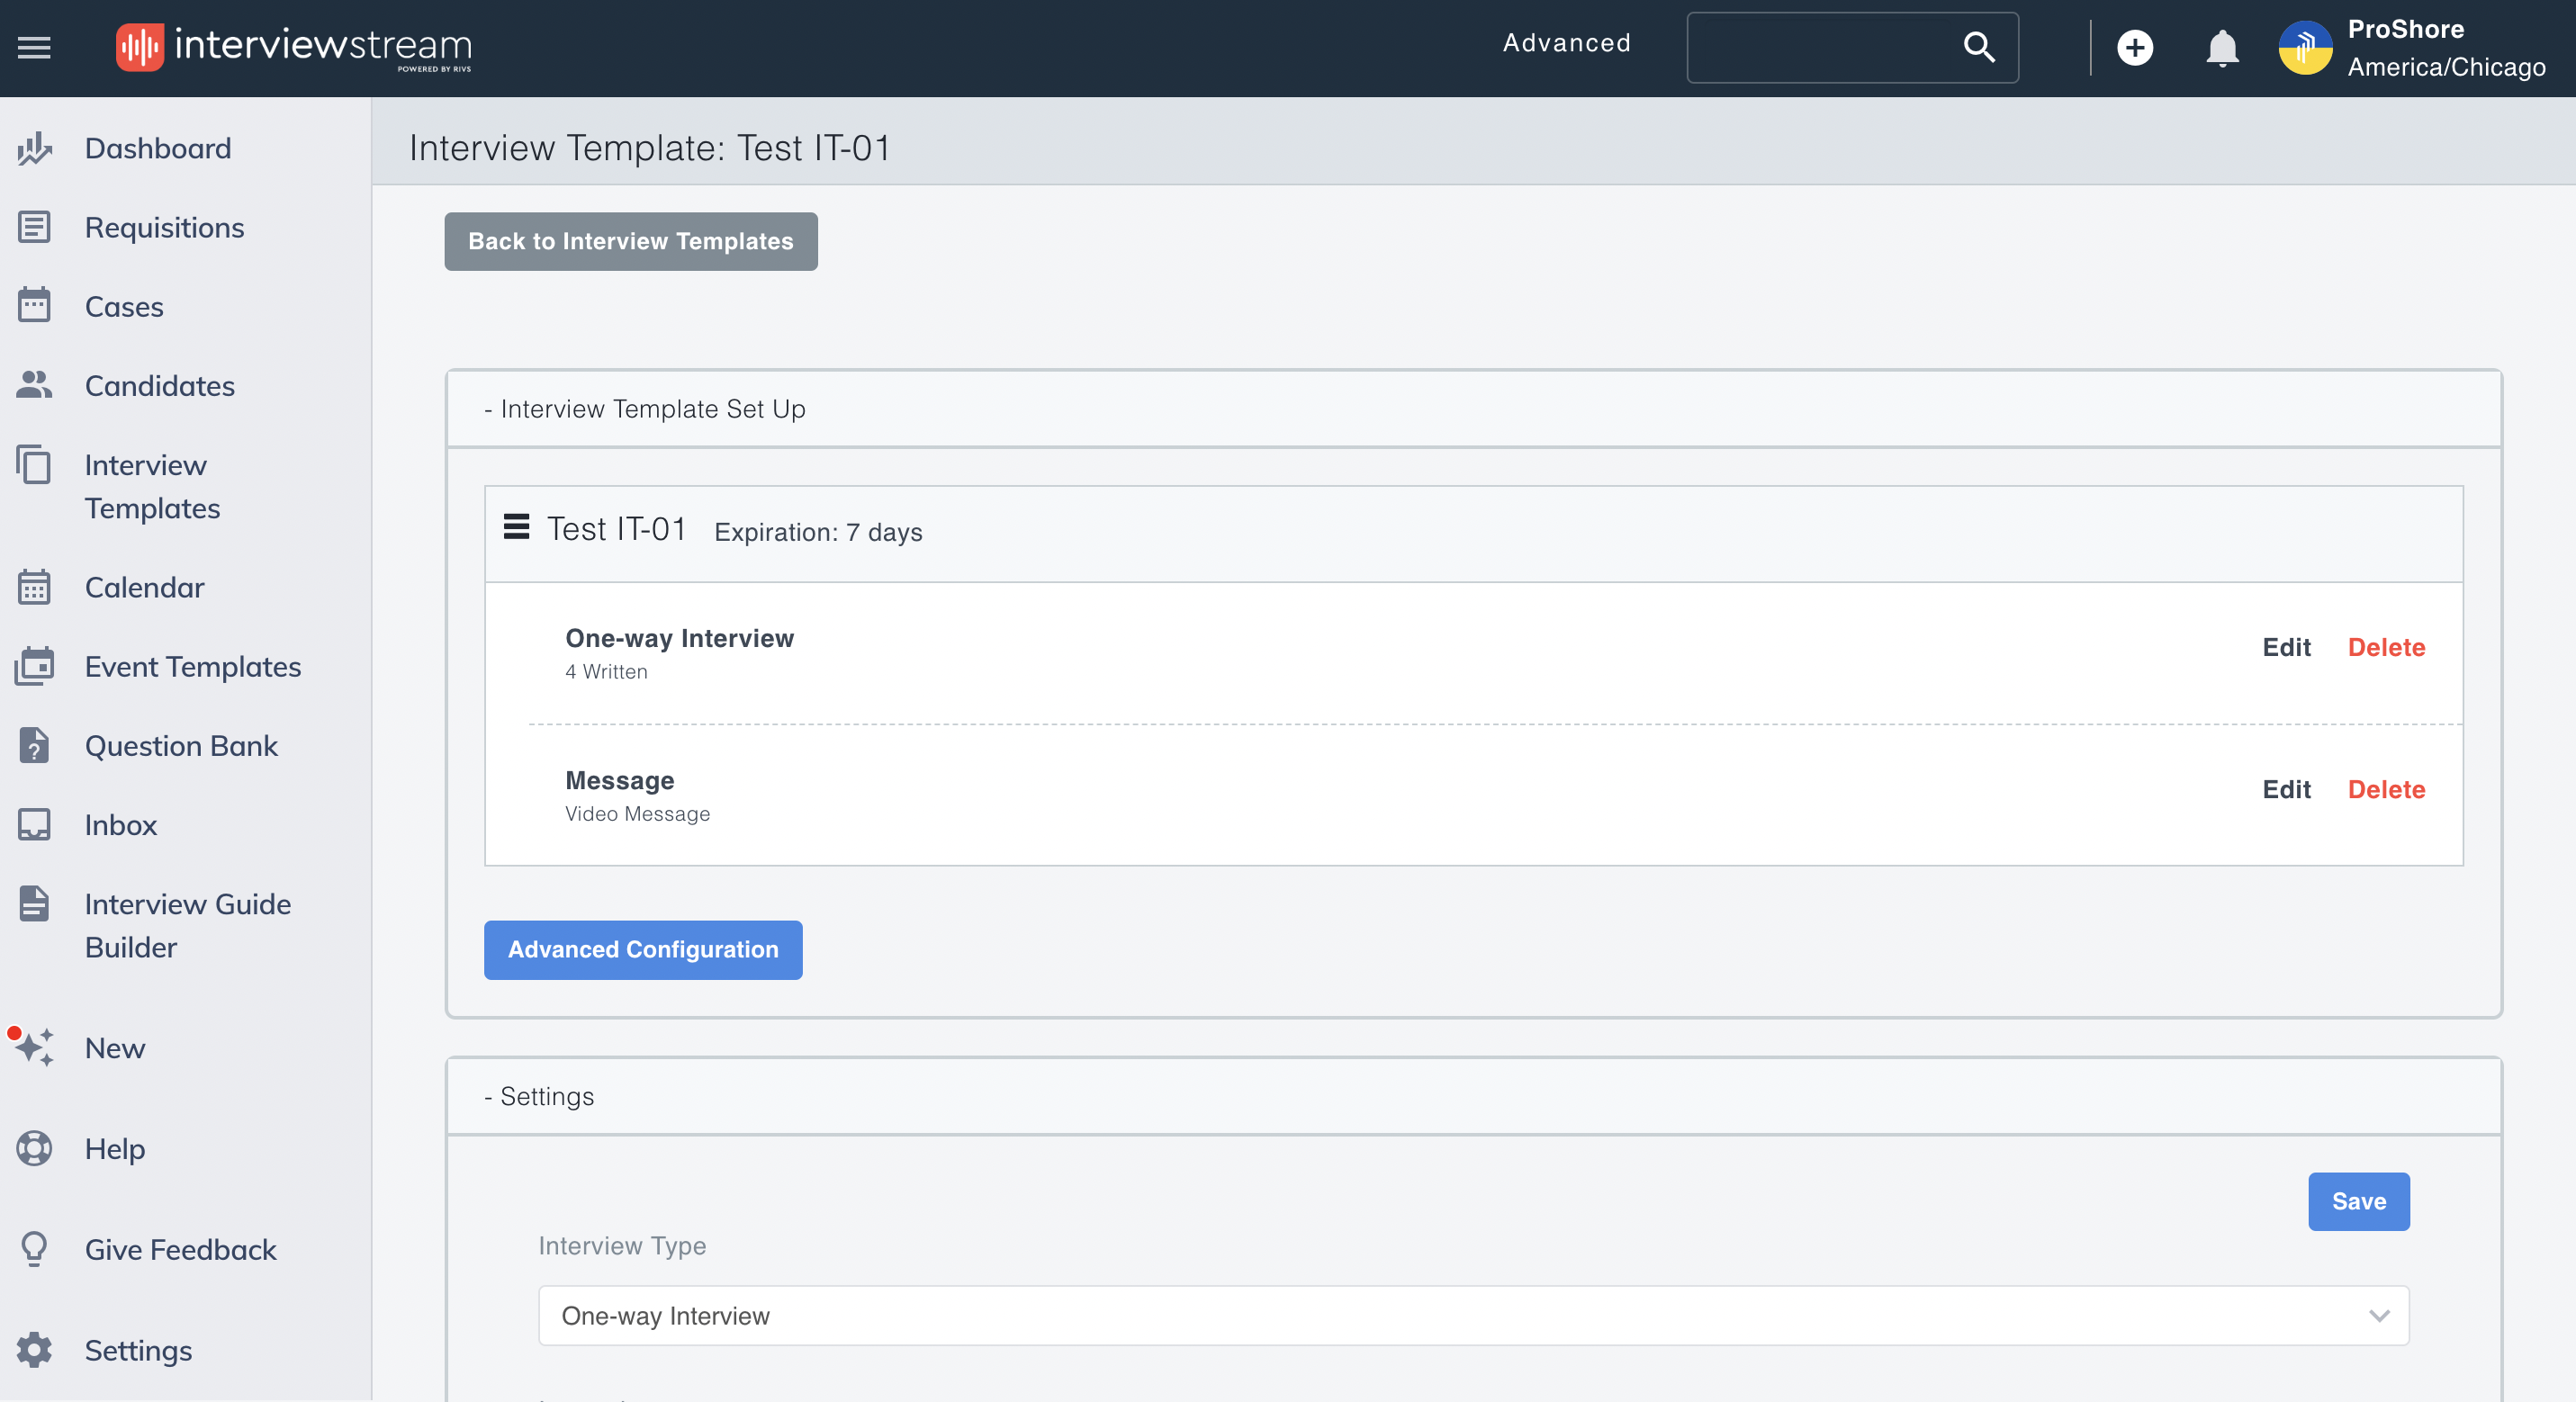 interviewstream
POWERED BY RIVS
Advanced
ProShore
America/Chicago
Dashboard
Requisitions
Cases
Candidates
Interview
Templates
Calendar
Event Templates
Question Bank
Inbox
Interview Guide
Builder
New
Help
Give Feedback
Settings
Interview Template: Test IT-01
Back to Interview Templates
- Interview Template Set Up
Test IT-01 Expiration: 7 days
One-way Interview
4 Written
Edit Delete
Message
Video Message
Edit Delete
Advanced Configuration
- Settings
Save
Interview Type
One-way Interview